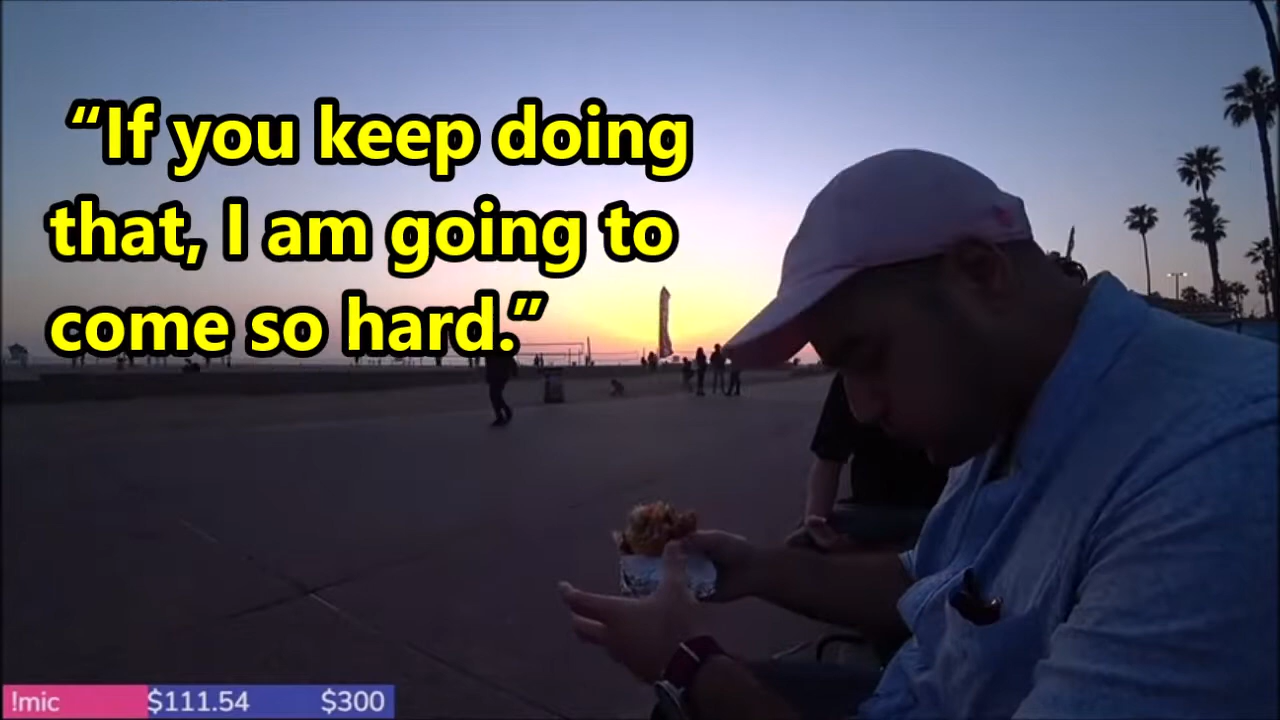 “If you keep doing
that, I am going to
come so hard.”
!mic $111.54 $300